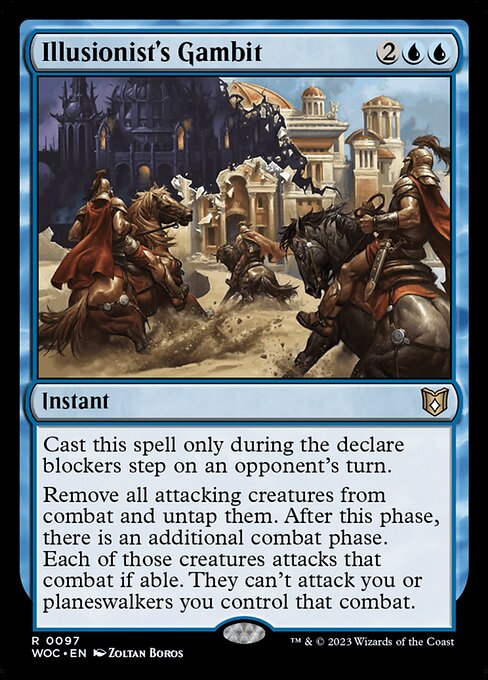 Illusionist's Gambit 2
Instant
Cast this spell only during the declare
blockers step on an opponent's turn.
Remove all attacking creatures from
combat and untap them. After this phase,
there is an additional combat phase.
Each of those creatures attacks that
combat if able. They can't attack you or
planeswalkers you control that combat.
R 0097 ™ & © 2023 Wizards of the Coast
WOC • EN Zoltan Boros